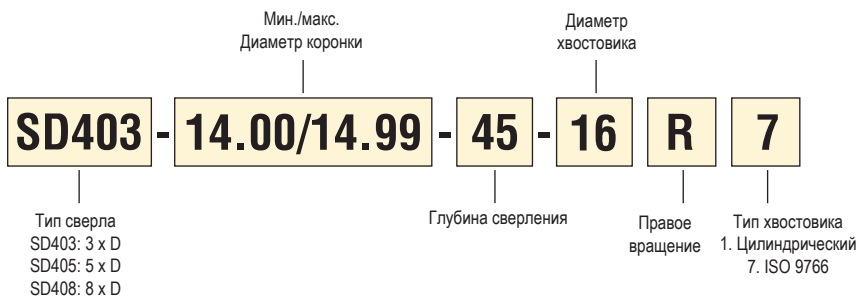 Мин./макс.
Диаметр коронки
Диаметр
хвостовика
SD403-14.00/14.99-45-16 R 7
Тип сверла
SD403: 3 x D
SD405: 5 x D
SD408: 8 x D
Глубина сверления
Правое
вращение
Тип хвостовика
1. Цилиндрический
7. ISO 9766